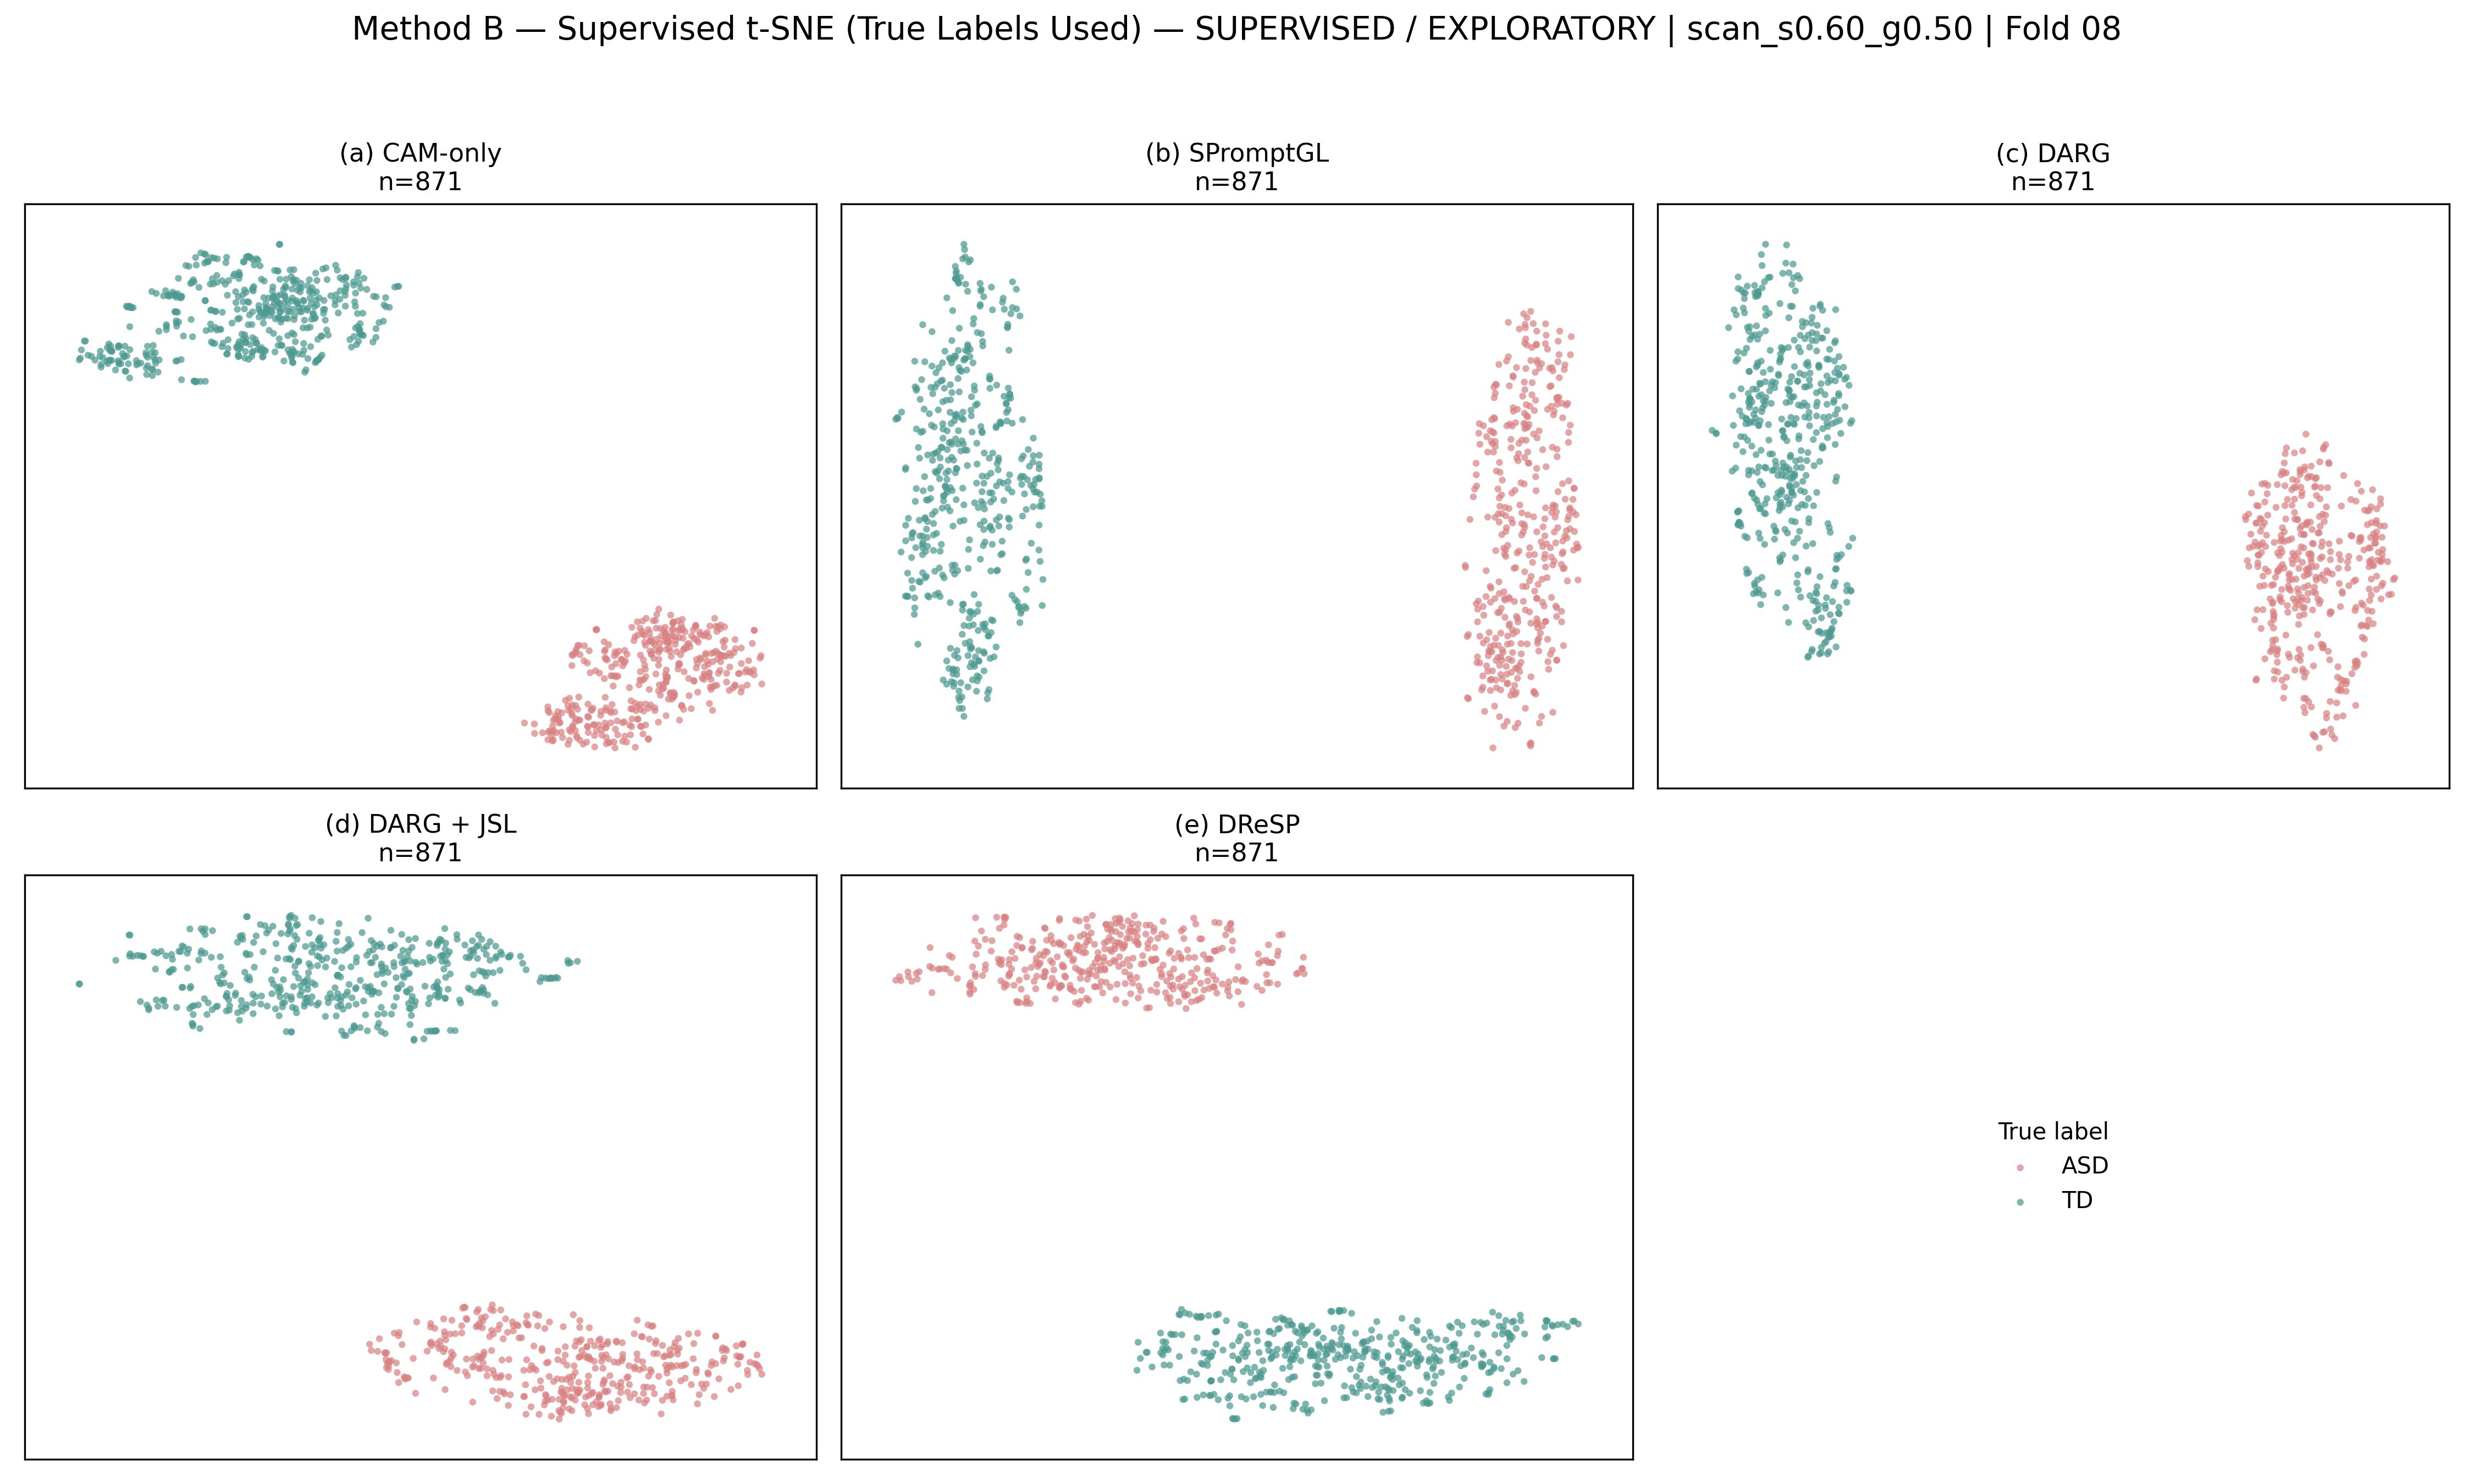 Method B — Supervised t-SNE (True Labels Used) — SUPERVISED / EXPLORATORY | scan_s0.60_g0.50 | Fold 08
(a) CAM-only
n=871
(b) SPromptGL
n=871
(c) DARG
n=871
(d) DARG + JSL
n=871
(e) DReSP
n=871
True label
ASD
TD